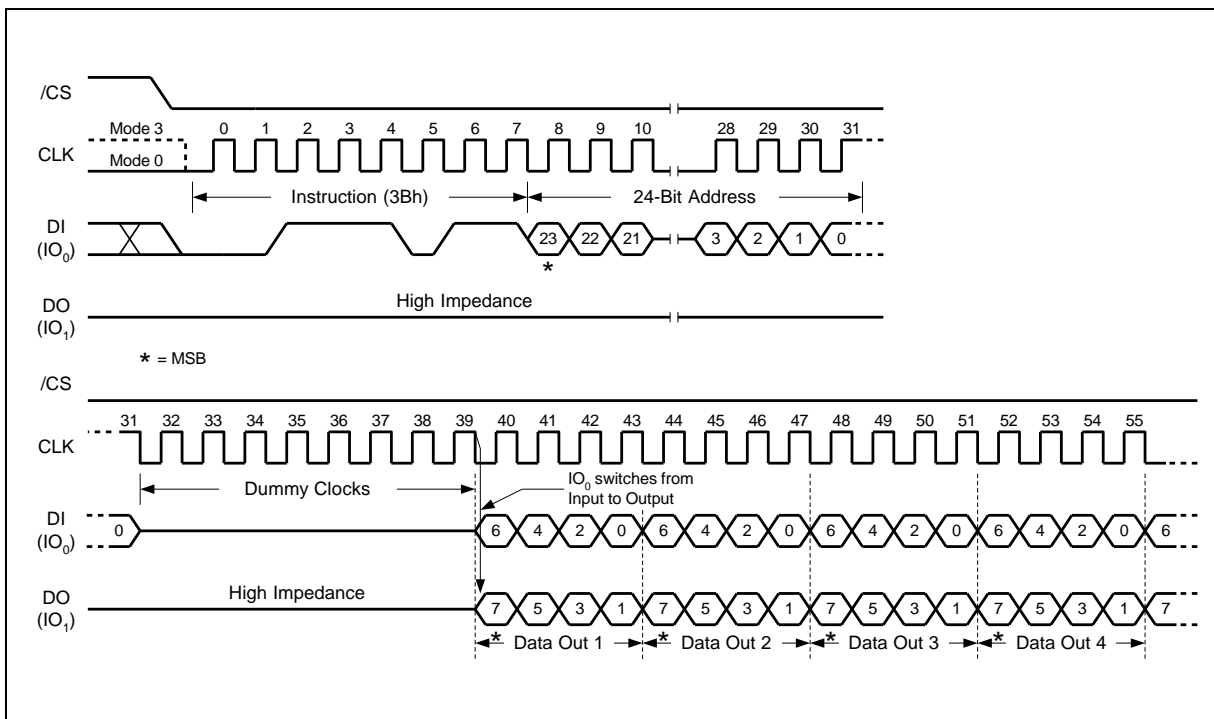 /CS
Mode 3 0 1 2 3 4 5 6 7 8 9 10 28 29 30 31
CLK
Mode 0
Instruction (3Bh) 24-Bit Address
DI
(IO0)
23 22 21 3 2 1 0
*
DO
(IO1)
High Impedance
* = MSB
/CS
31 32 33 34 35 36 37 38 39 40 41 42 43 44 45 46 47 48 49 50 51 52 53 54 55
CLK
Dummy Clocks
IO0 switches from
Input to Output
DI
(IO0)
0 6 4 2 0 6 4 2 0 6 4 2 0 6 4 2 0 6
DO
(IO1)
High Impedance
7 5 3 1 7 5 3 1 7 5 3 1 7 5 3 1 7
* Data Out 1 * Data Out 2 * Data Out 3 * Data Out 4